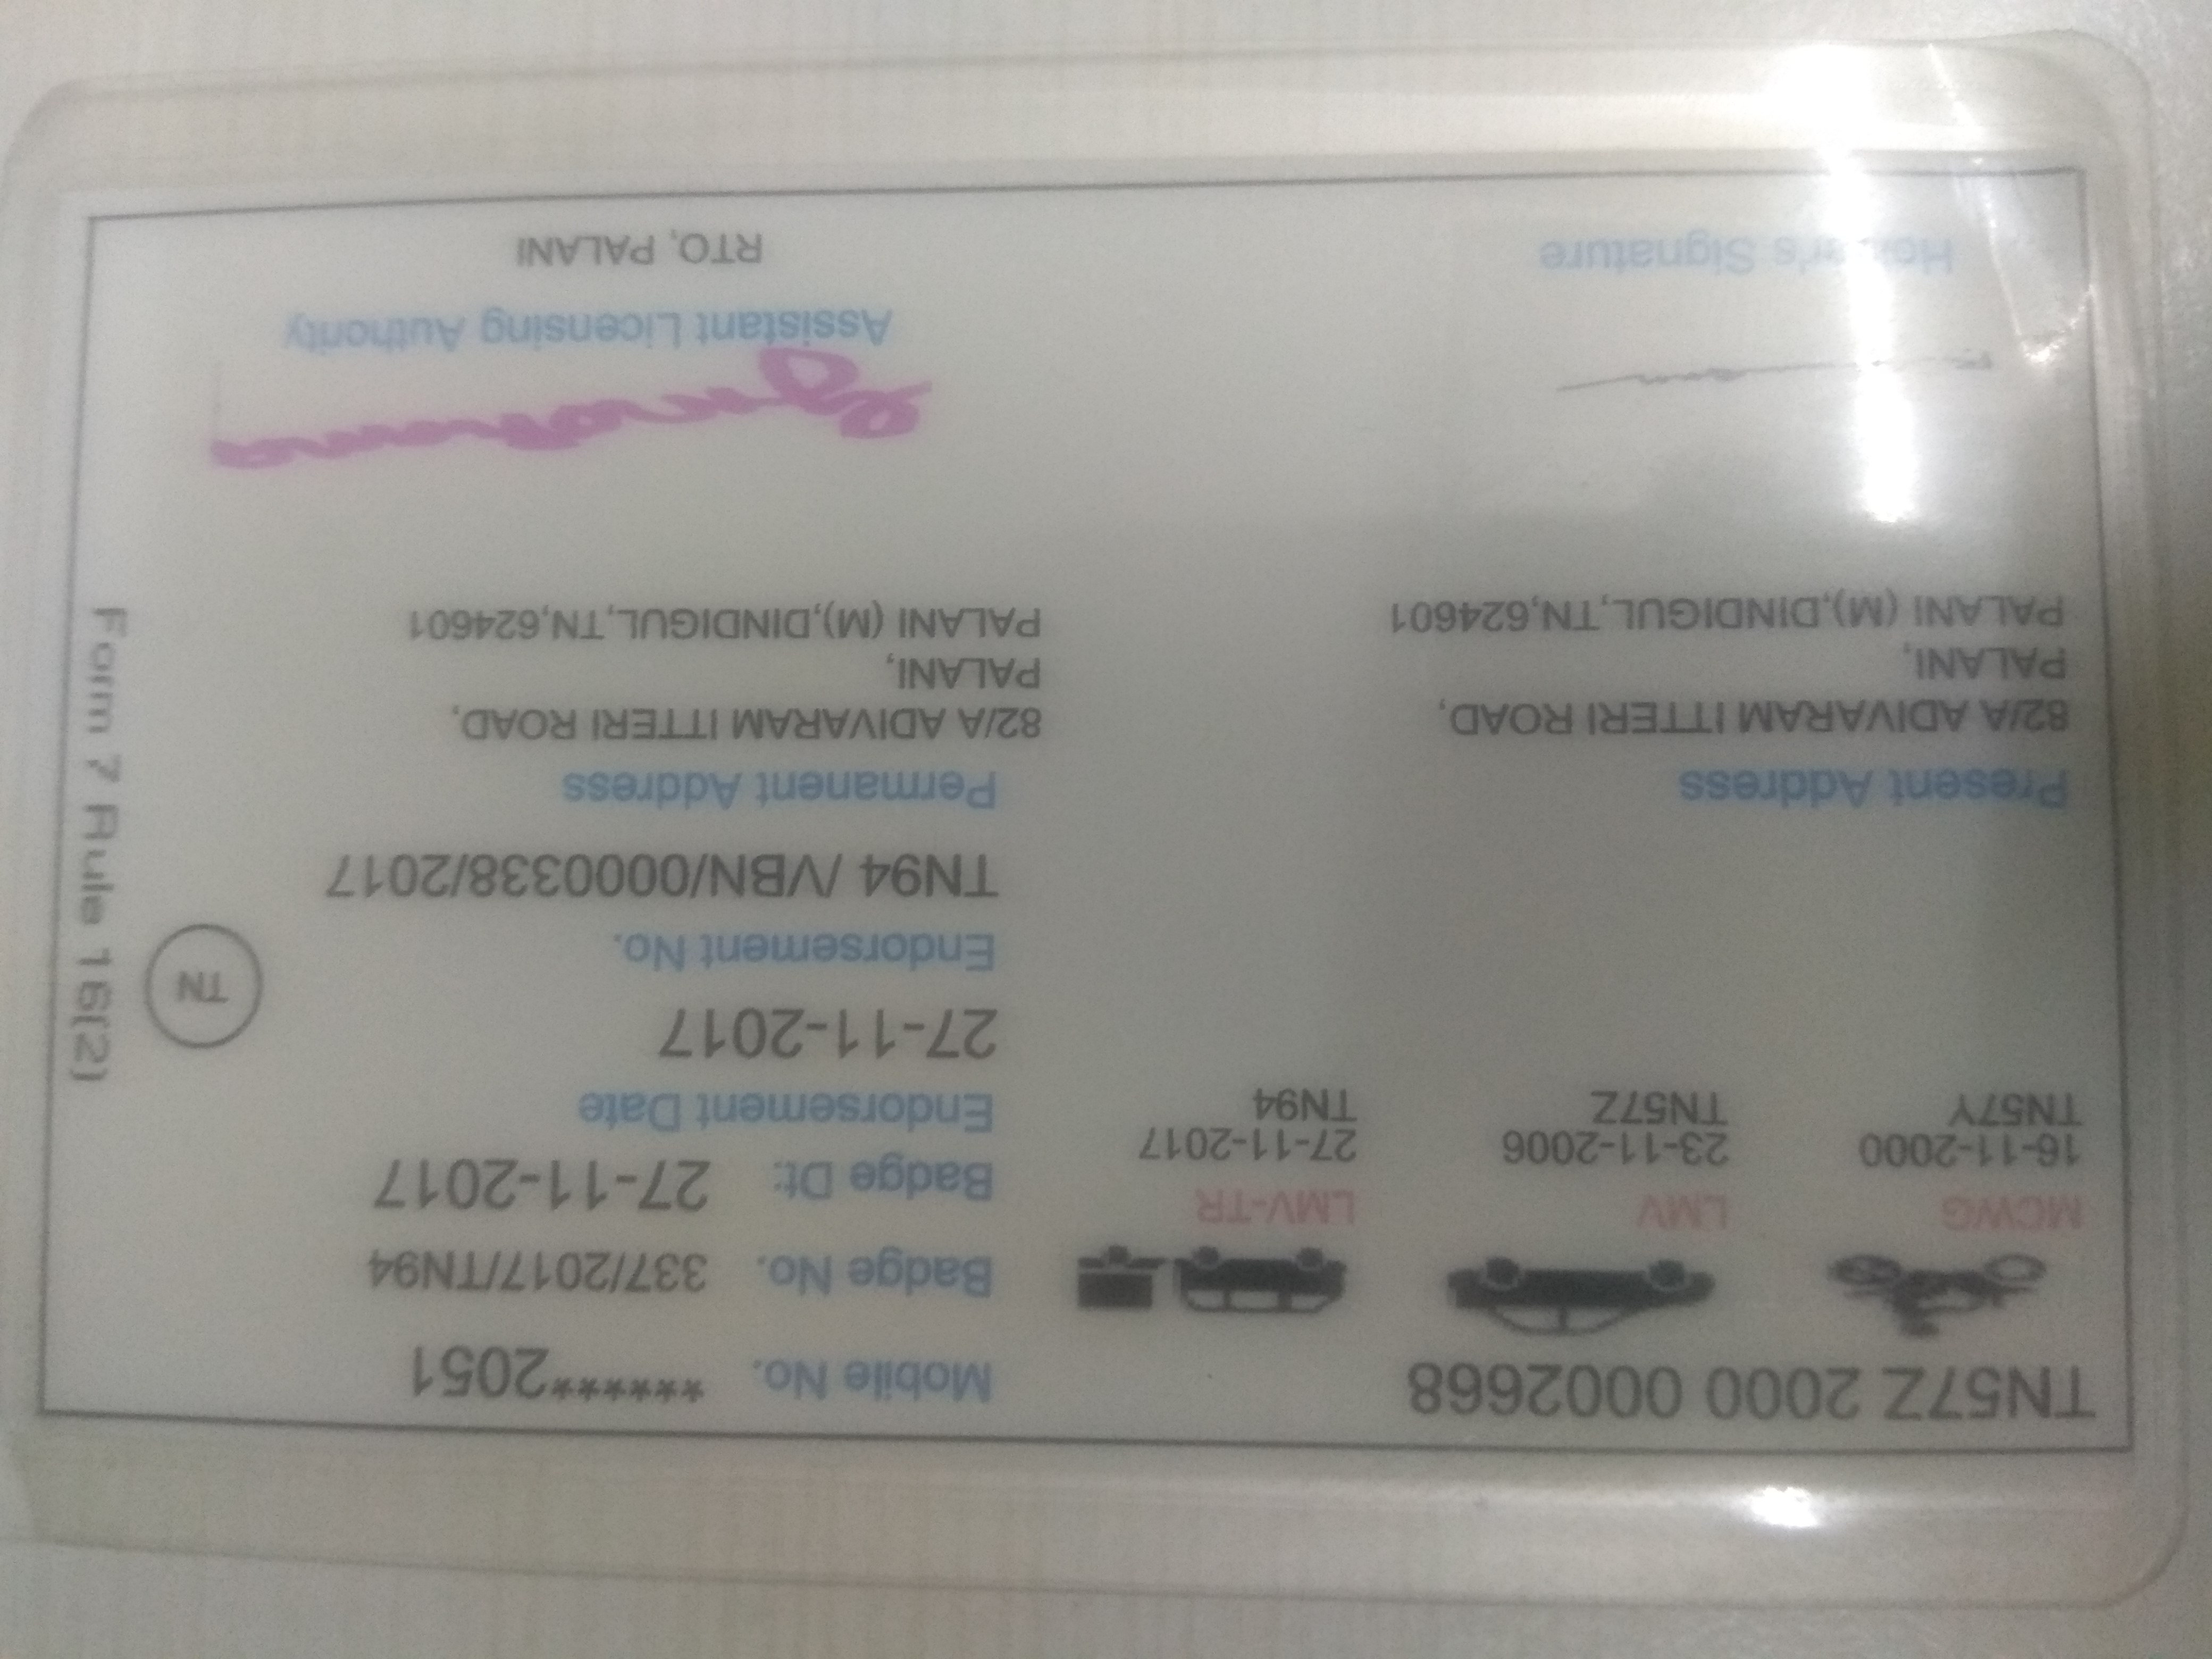 TN57Z 2000 0002668
MCWG
16-11-2000
TN57Y
LMV
23-11-2006
TN57Z
LMV-TR
27-11-2017
TN94
Mobile No. ******2051
Badge No. 337/2017/TN94
Badge Dt: 27-11-2017
Endorsement Date
27-11-2017
Endorsement No.
TN94 /VBN/0000338/2017
TN
Present Address
82/A ADIVARAM ITTERI ROAD,
PALANI,
PALANI (M),DINDIGUL,TN,624601
Permanent Address
82/A ADIVARAM ITTERI ROAD,
PALANI,
PALANI (M),DINDIGUL,TN,624601
Signature
Assistant Licensing Authority
RTO, PALANI
Form 7 Rule 16(2)